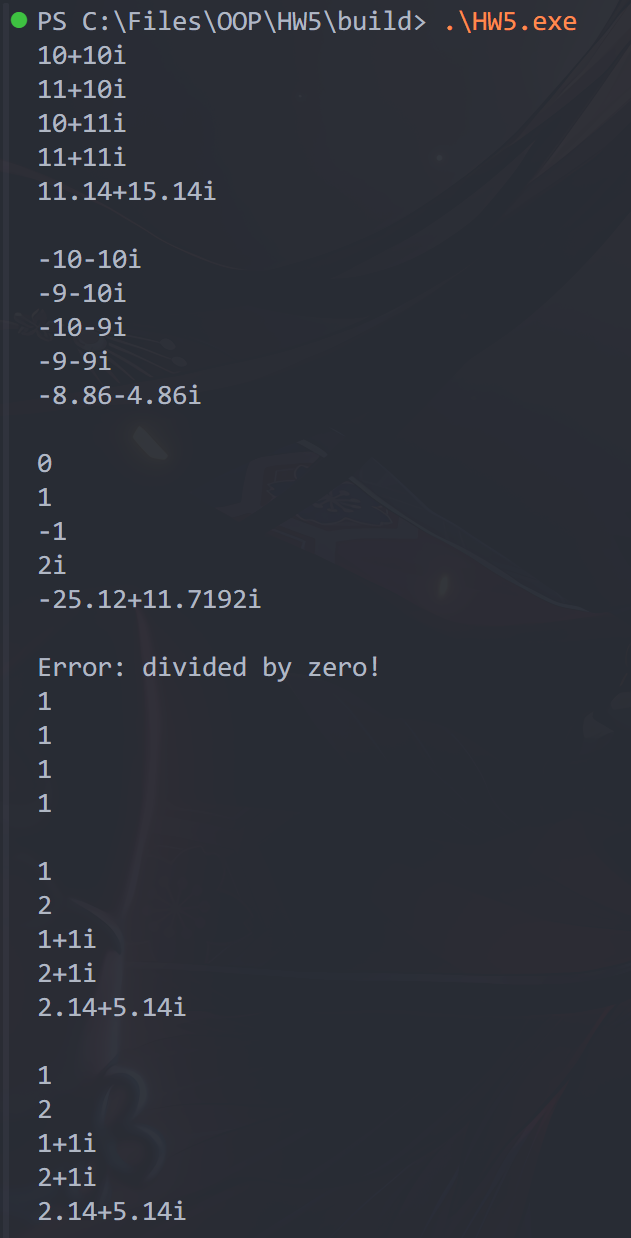 PS C:\Files\OOP\HW5\build> .\HW5.exe
10+10i
11+10i
10+11i
11+11i
11.14+15.14i

-10-10i
-9-10i
-10-9i
-9-9i
-8.86-4.86i

0
1
-1
2i
-25.12+11.7192i

Error: divided by zero!
1
1
1
1

1
2
1+1i
2+1i
2.14+5.14i

1
2
1+1i
2+1i
2.14+5.14i